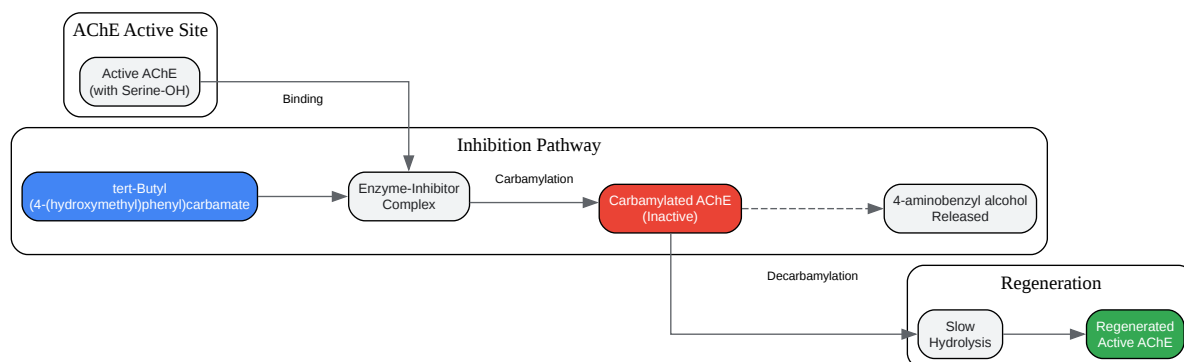 AChE Active Site
Active AChE
(with Serine-OH)
Binding
Inhibition Pathway
tert-Butyl
(4-(hydroxymethyl)phenyl)carbamate
Enzyme-Inhibitor
Complex
Carbamylation
Carbamylated AChE
(Inactive)
4-aminobenzyl alcohol
Released
Decarbamylation
Regeneration
Slow
Hydrolysis
Regenerated
Active AChE